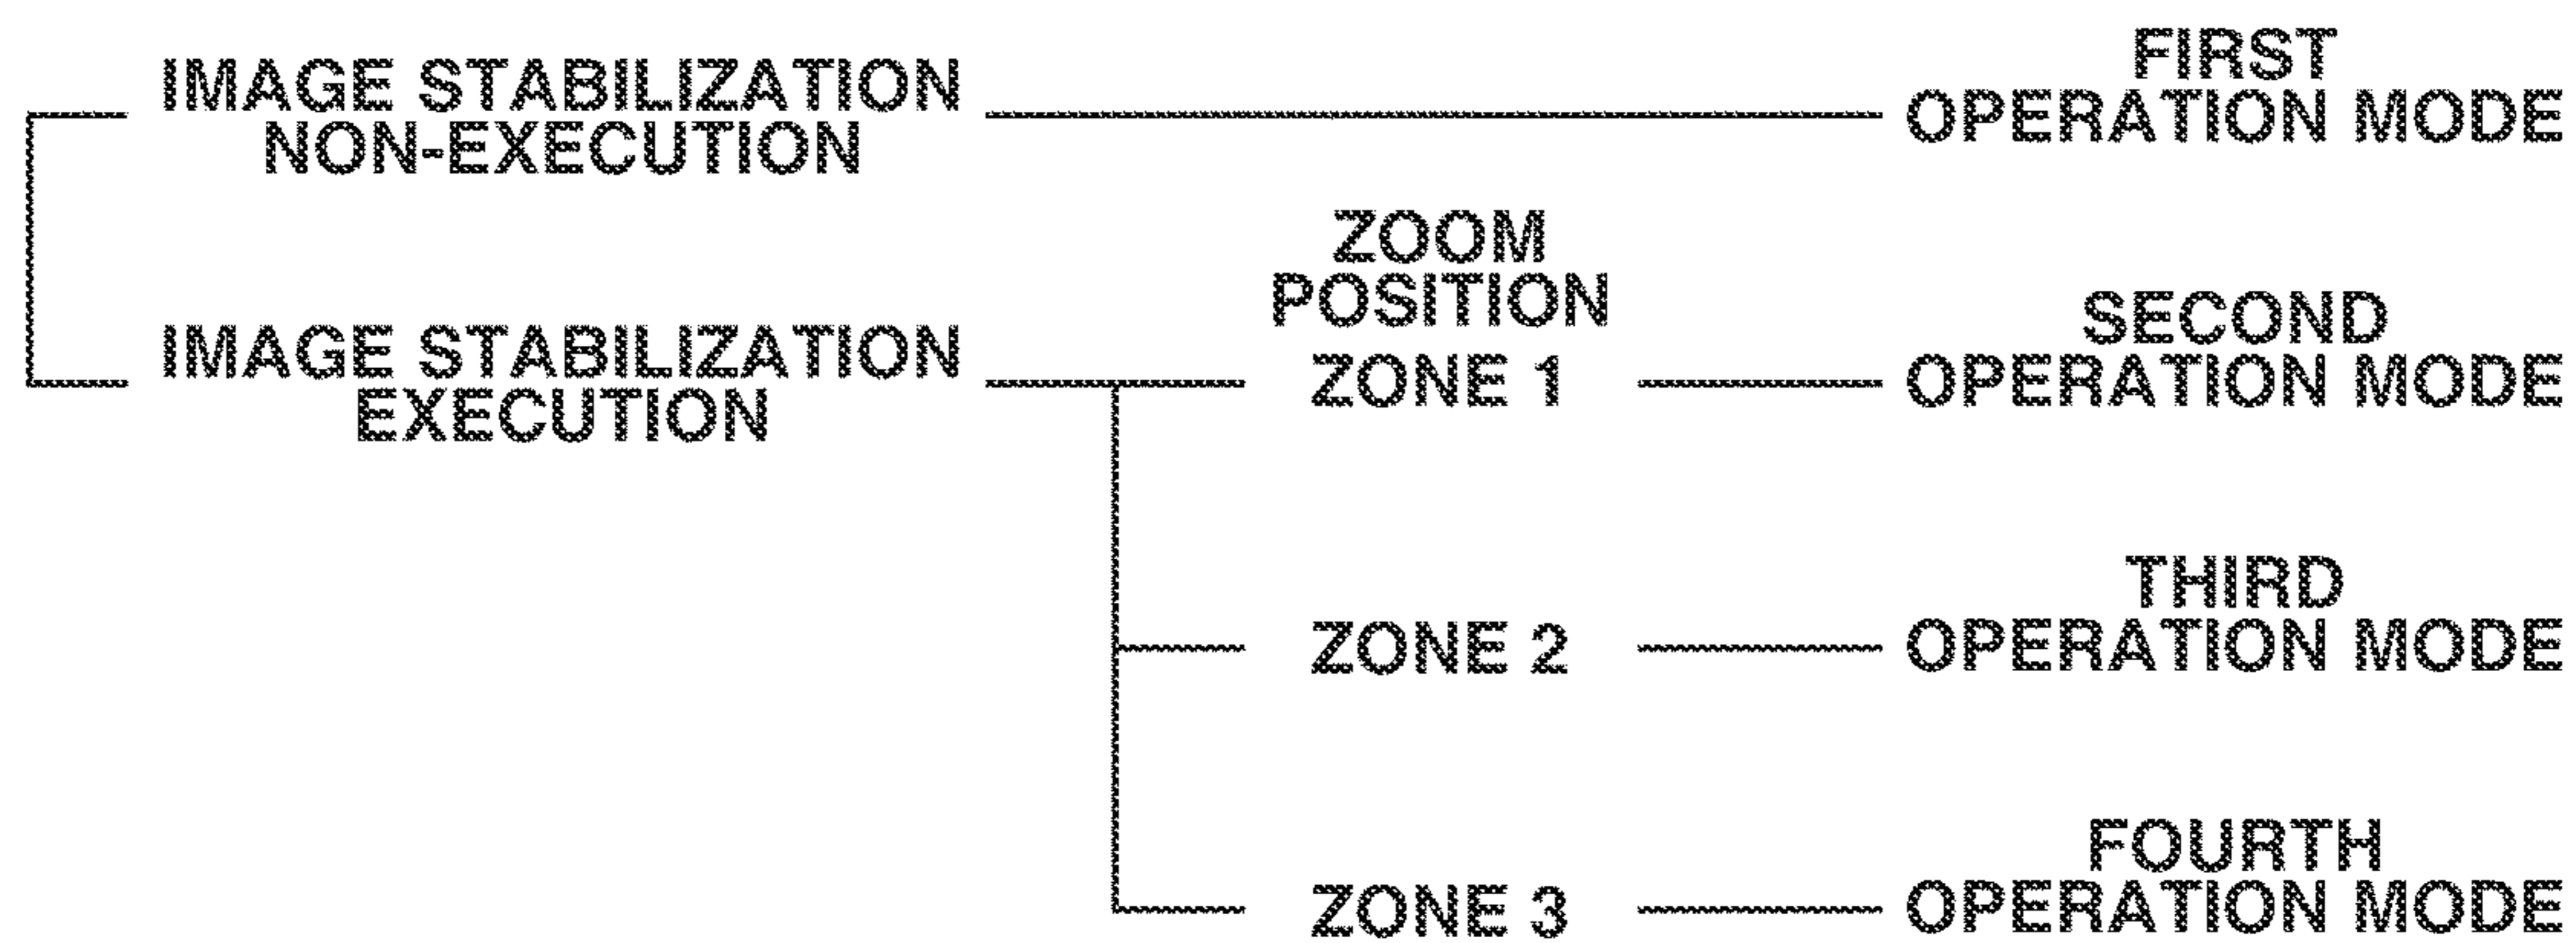 IMAGE STABILIZATION
NON-EXECUTION
FIRST
OPERATION MODE
ZOOM
POSITION
IMAGE STABILIZATION
EXECUTION
ZONE 1
SECOND
OPERATION MODE
ZONE 2
THIRD
OPERATION MODE
ZONE 3
FOURTH
OPERATION MODE